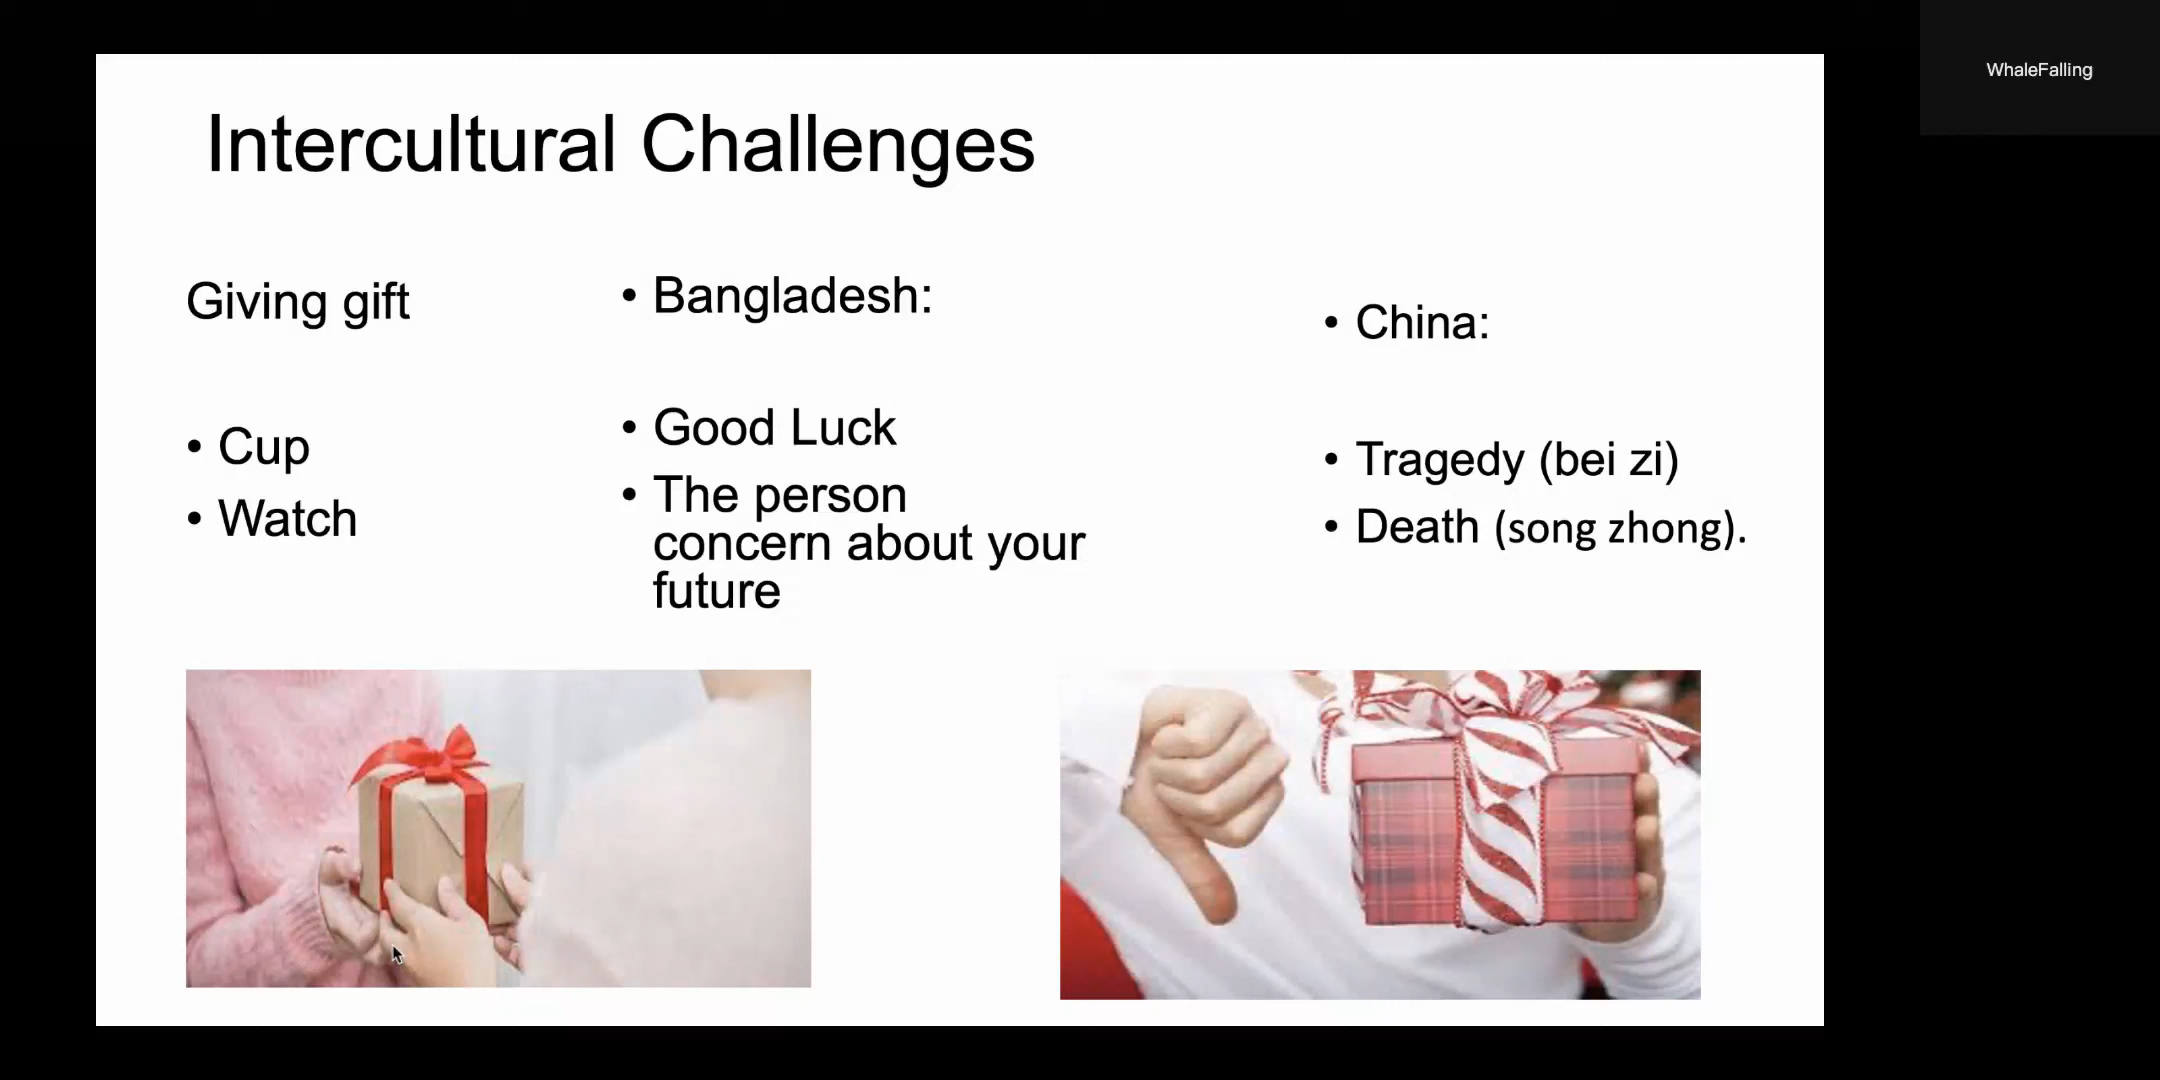 WhaleFalling
Intercultural Challenges
Giving gift
• Cup
• Watch
• Bangladesh:
• Good Luck
• The person
concern about your
future
• China:
• Tragedy (bei zi)
• Death (song zhong).